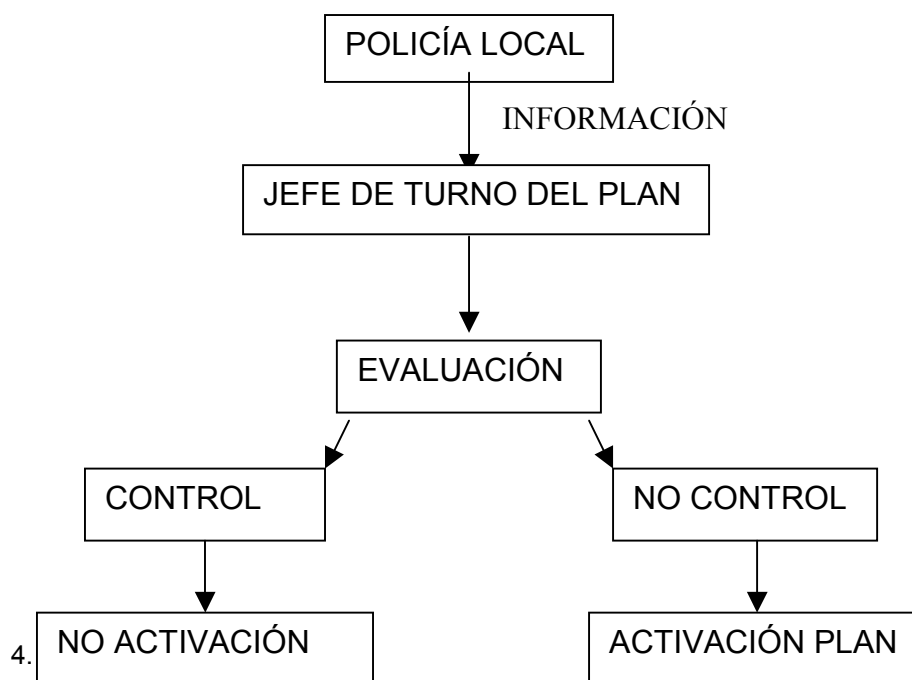 POLICÍA LOCAL
INFORMACIÓN
JEFE DE TURNO DEL PLAN
EVALUACIÓN
CONTROL
NO CONTROL
4.
NO ACTIVACIÓN
ACTIVACIÓN PLAN